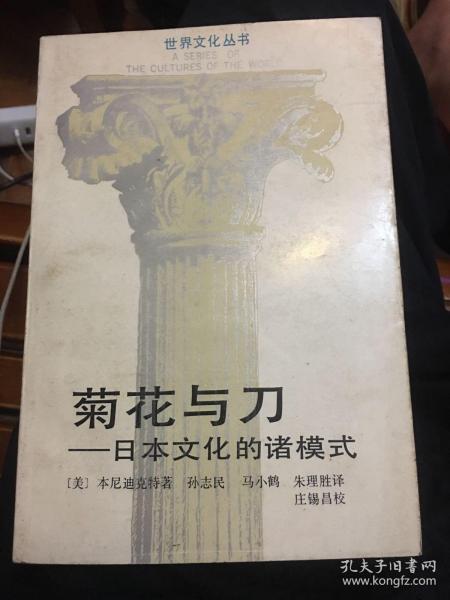 世界文化丛书
A SERIES OF
THE CULTURES OF THE WORLD
菊花与刀
——日本文化的诸模式
[美] 本尼迪克特著 孙志民 马小鹤 朱理胜译
庄锡昌校
孔夫子旧书网
www.kongfz.com